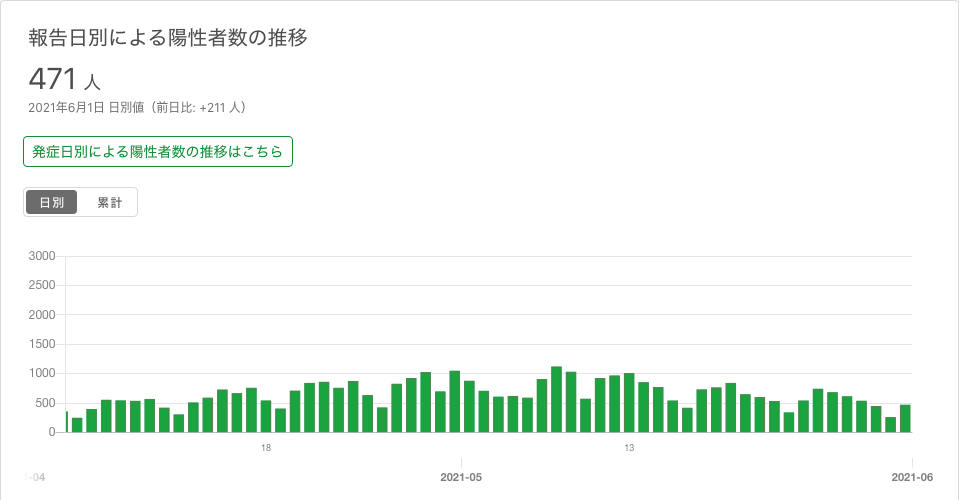 報告日別による陽性者数の推移
471 人
2021年6月1日 日別値（前日比: +211 人）
発症日別による陽性者数の推移はこちら
日別 累計
3000
2500
2000
1500
1000
500
0
18 13
-04 2021-05 2021-06